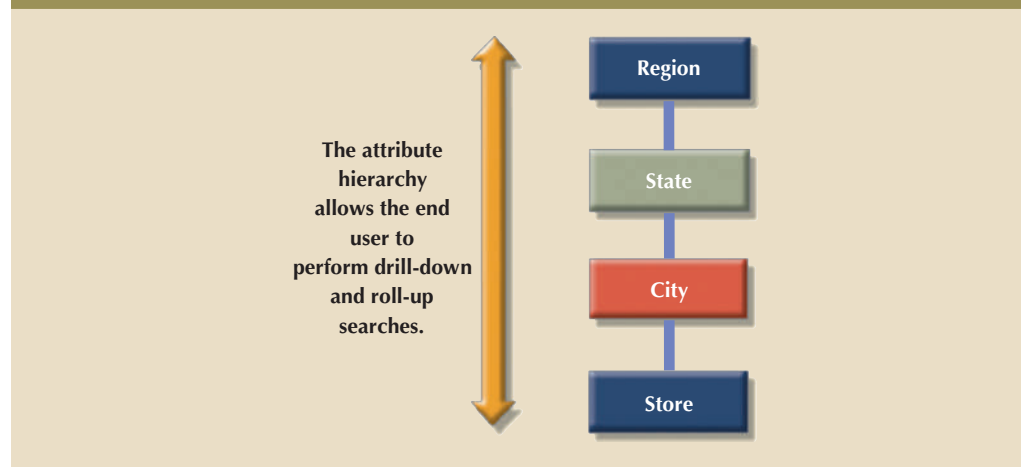 The attribute
hierarchy
allows the end
user to
perform drill-down
and roll-up
searches.
Region
State
City
Store